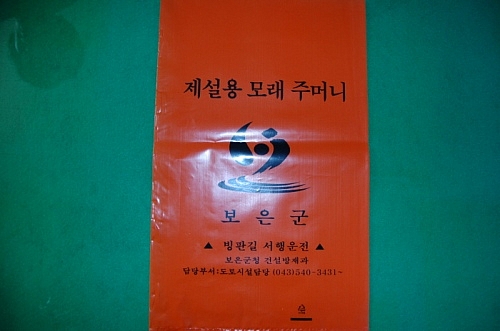 제설용 모래 주머니
보 은 군
▲ 빙판길 서행운전 ▲
보은군청 건설방재과
담당부서:도로시설담당 (043)540-3431~